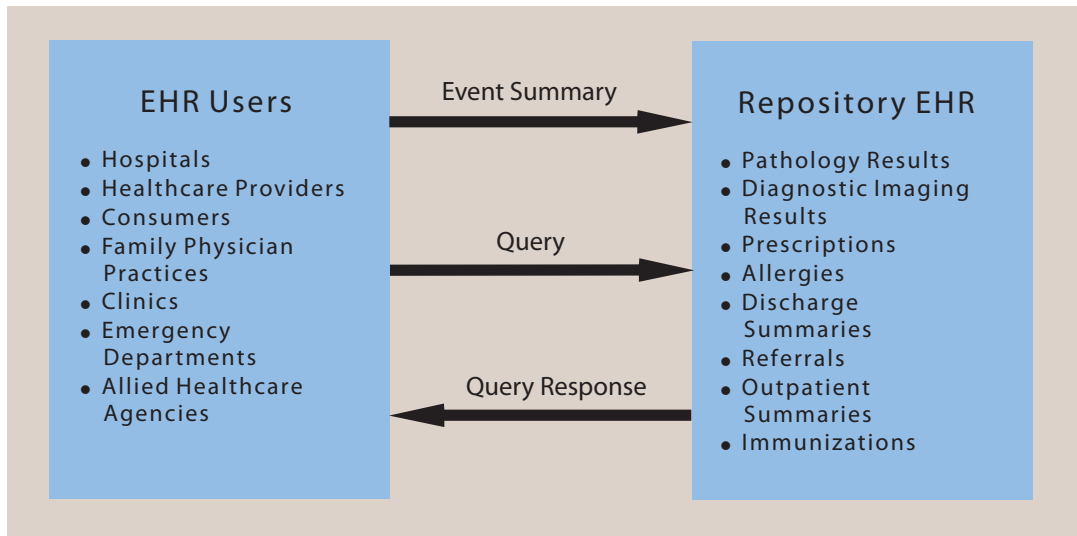 EHR Users
• Hospitals
• Healthcare Providers
• Consumers
• Family Physician
Practices
• Clinics
• Emergency
Departments
• Allied Healthcare
Agencies
Event Summary
Query
Query Response
Repository EHR
• Pathology Results
• Diagnostic Imaging
Results
• Prescriptions
• Allergies
• Discharge
Summaries
• Referrals
• Outpatient
Summaries
• Immunizations